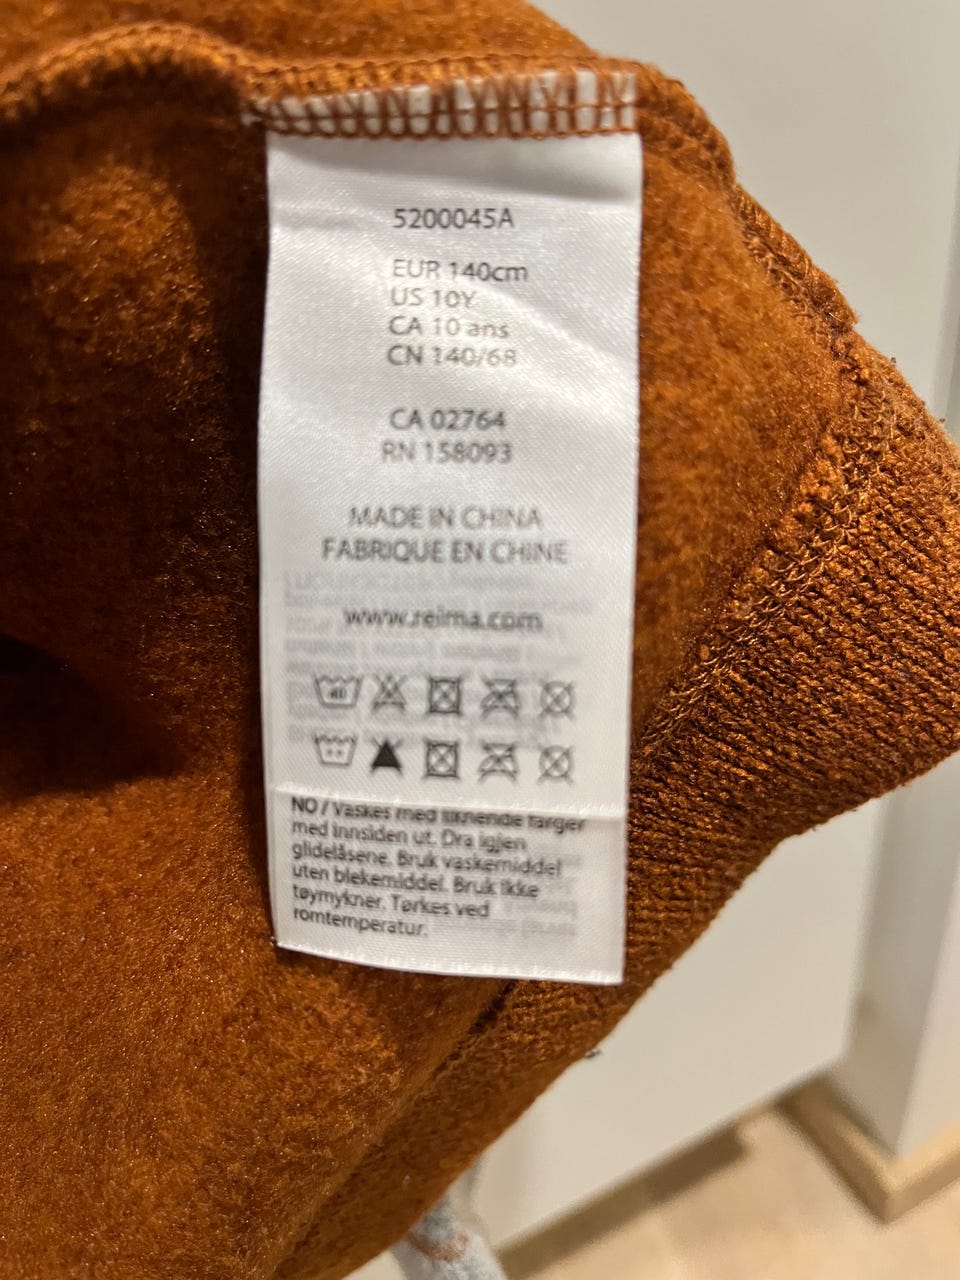 5200045A
EUR 140cm
US 10Y
CA 10 ans
CN 140/68
CA 02764
RN 158093
MADE IN CHINA
FABRIQUE EN CHINE
www.reima.com
40
NO / Vaskes med liknende farger
med innsiden ut. Dra igjen
glidelåsene. Bruk vaskemiddel
uten blekemiddel. Bruk ikke
tøymykner. Tørkes ved
romtemperatur.